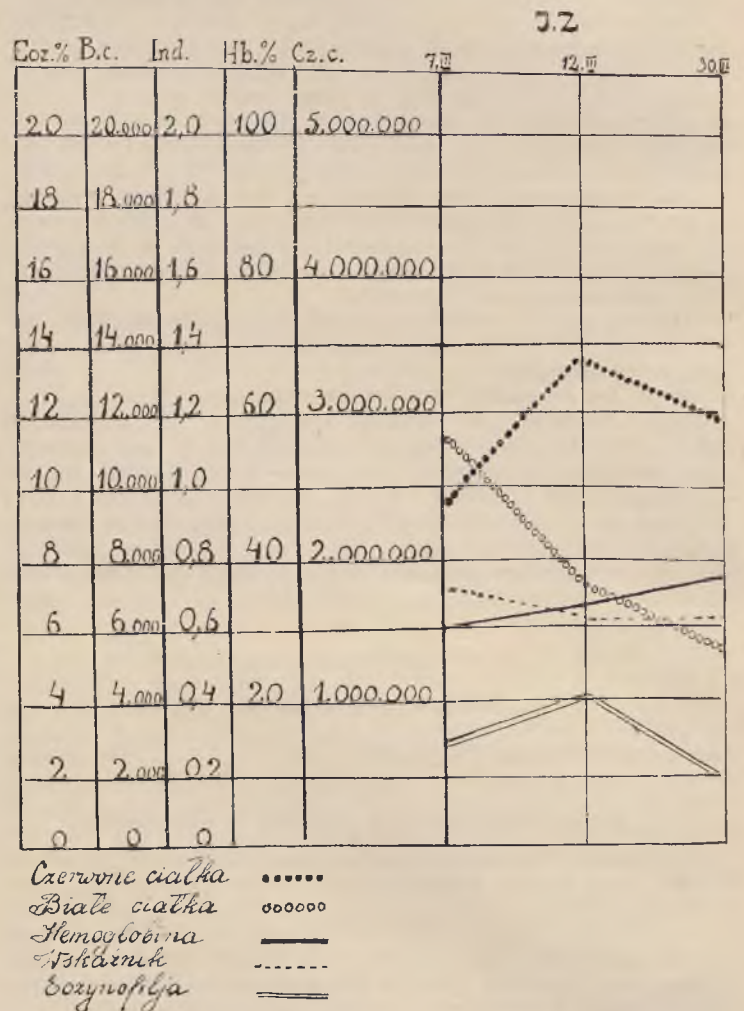 J.Z
Eoz.% B.c. Ind. Hb.% Cz.c. 7.III 12.III 30.III
20 20.000 2,0 100 5.000.000
18 18.000 1,8
16 16.000 1,6 80 4.000.000
14 14.000 1,4
12 12.000 1,2 60 3.000.000
10 10.000 1,0
8 8.000 0,8 40 2.000.000
6 6.000 0,6
4 4.000 0,4 20 1.000.000
2 2.000 0,2
0 0 0
Czerwone ciałka
Białe ciałka
Hemoglobina
Wskaźnik
Eozynofilja